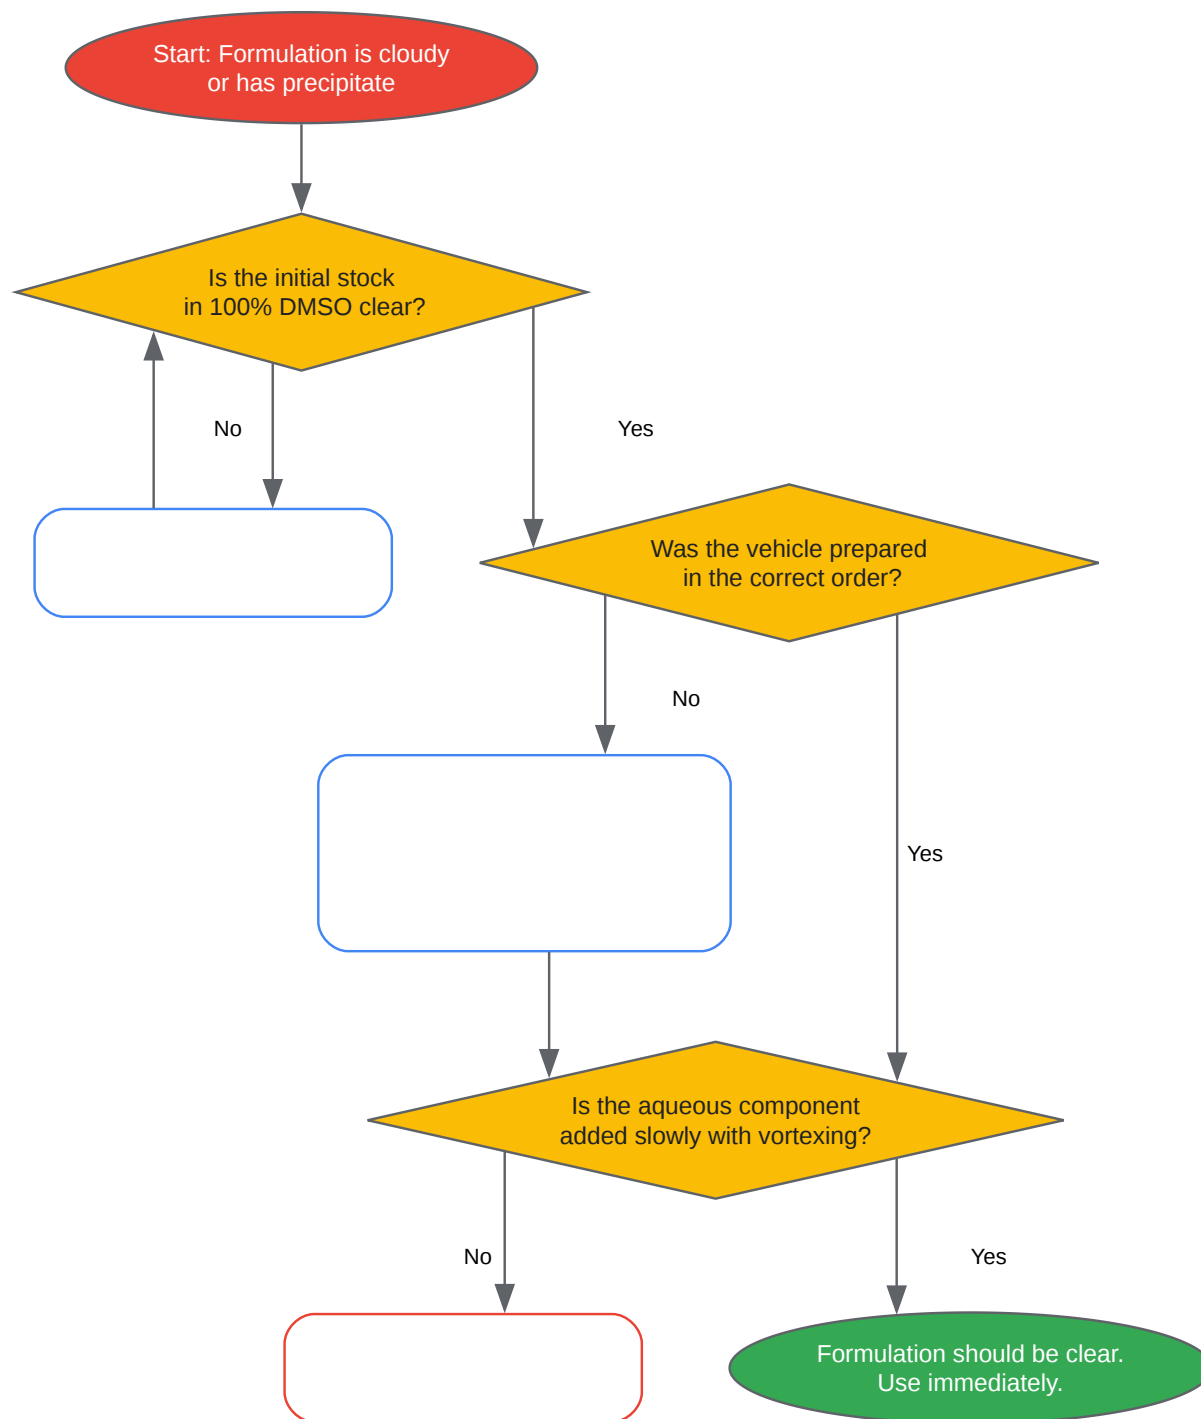 Start: Formulation is cloudy
or has precipitate
Is the initial stock
in 100% DMSO clear?
No
Yes
Was the vehicle prepared
in the correct order?
No
Yes
Is the aqueous component
added slowly with vortexing?
No
Yes
Formulation should be clear.
Use immediately.